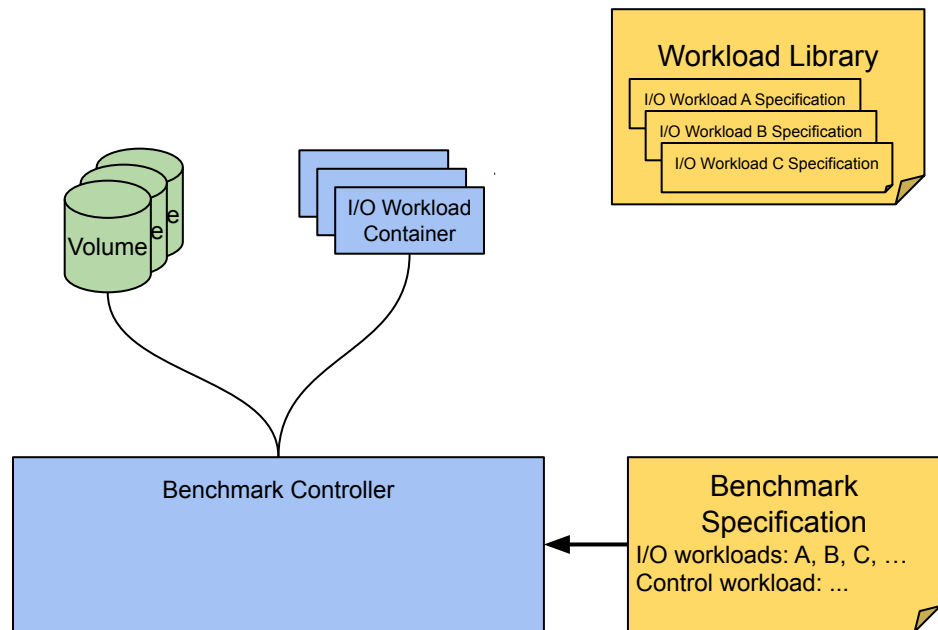 Workload Library
I/O Workload A Specification
I/O Workload B Specification
I/O Workload C Specification
Volume
e
e
I/O Workload
Container
Benchmark Controller
Benchmark
Specification
I/O workloads: A, B, C, …
Control workload: ...